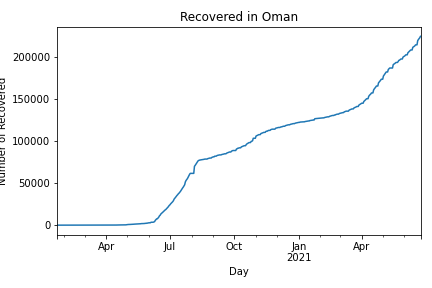 Recovered in Oman
Number of Recovered
200000
150000
100000
50000
0
Apr
Jul
Oct
Jan
2021
Apr
Day